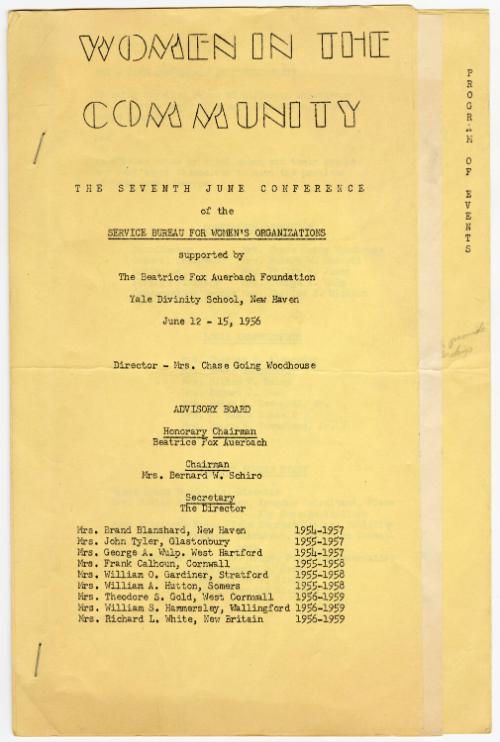 WOMEN IN THE
COMMUNITY
THE SEVENTH JUNE CONFERENCE
of the
SERVICE BUREAU FOR WOMEN'S ORGANIZATIONS
supported by
The Beatrice Fox Auerbach Foundation
Yale Divinity School, New Haven
June 12 - 15, 1956
Director - Mrs. Chase Going Woodhouse
ADVISORY BOARD
Honorary Chairman
Beatrice Fox Auerbach
Chairman
Mrs. Bernard W. Schiro
Secretary
The Director
Mrs. Brand Blanshard, New Haven 1954-1957
Mrs. John Tyler, Glastonbury 1955-1957
Mrs. George A. Wulp. West Hartford 1954-1957
Mrs. Frank Calhoun, Cornwall 1955-1958
Mrs. William O. Gardiner, Stratford 1955-1958
Mrs. William A. Hutton, Somers 1955-1958
Mrs. Theodore S. Gold, West Cornwall 1956-1959
Mrs. William S. Hammersley, Wallingford 1956-1959
Mrs. Richard L. White, New Britain 1956-1959
PROGRAM OF EVENTS